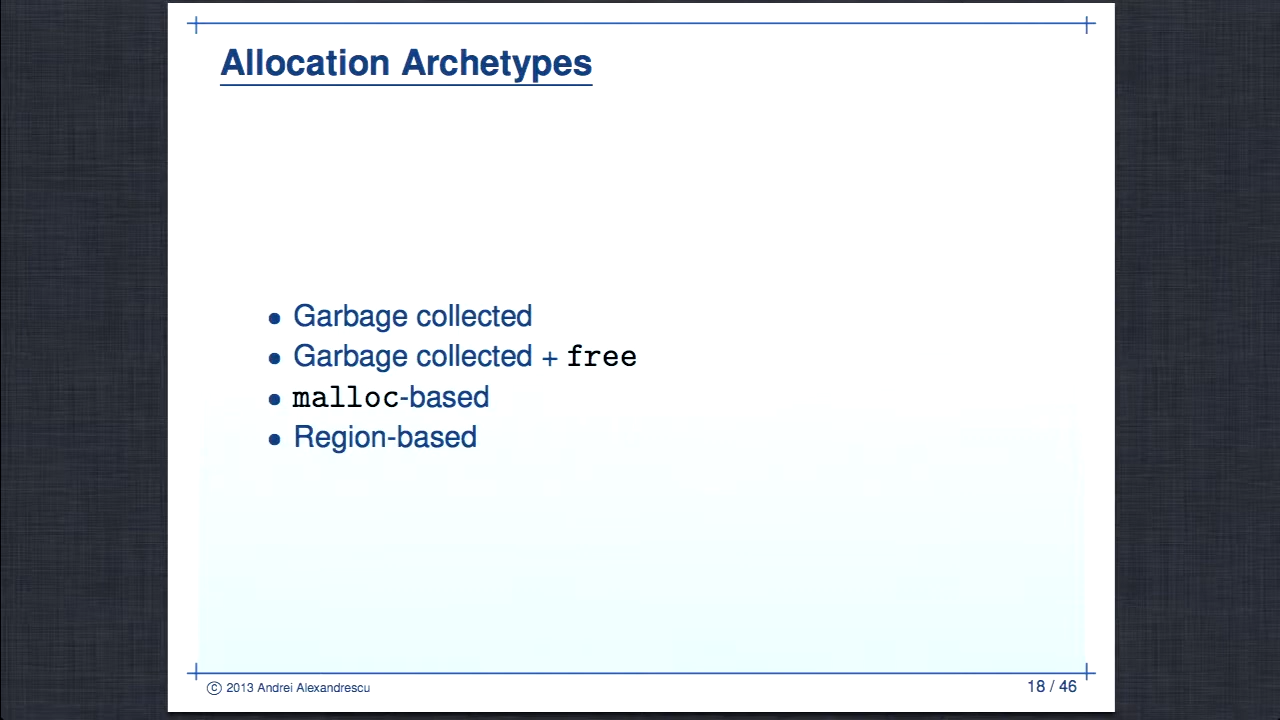 Allocation Archetypes
• Garbage collected
• Garbage collected + free
• malloc-based
• Region-based
© 2013 Andrei Alexandrescu
18 / 46